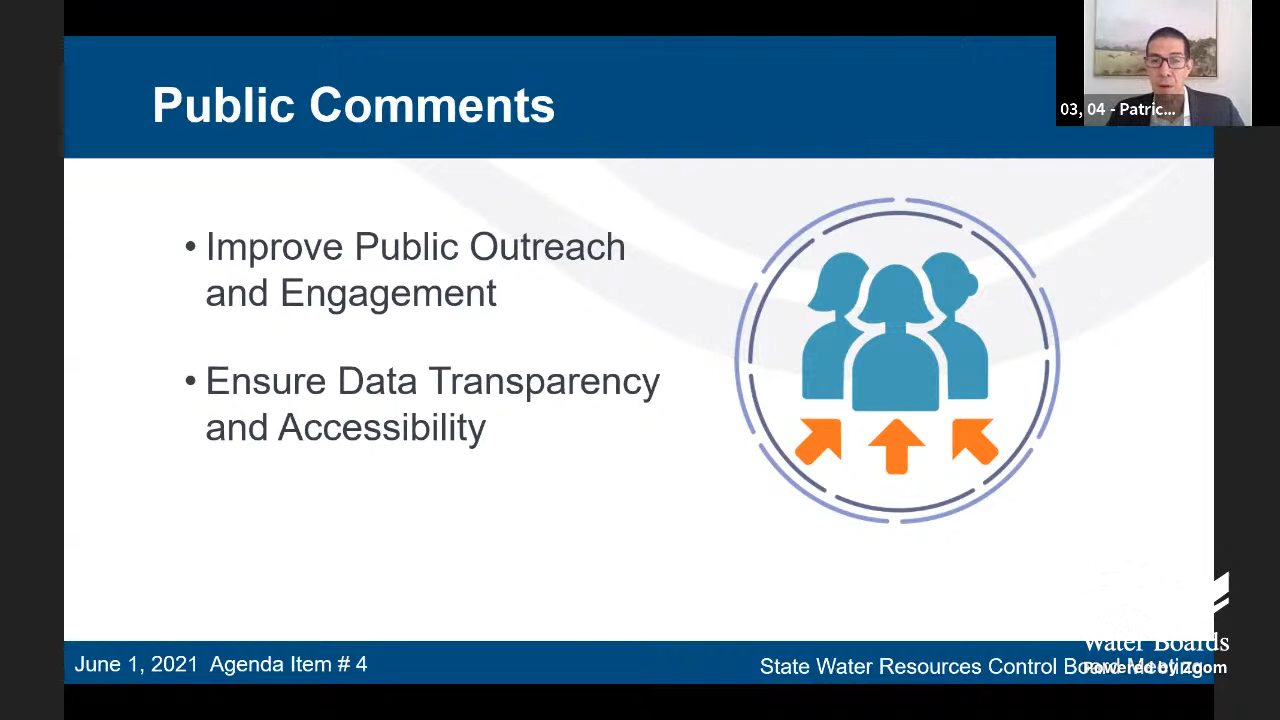 Public Comments
03, 04 - Patric...
• Improve Public Outreach
and Engagement
• Ensure Data Transparency
and Accessibility
June 1, 2021 Agenda Item # 4
State Water Resources Control Board Meeting
Water Boards
Powered by Zoom